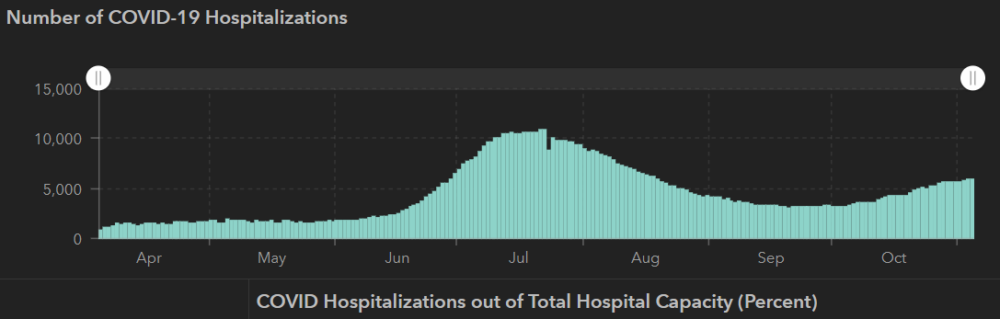 Number of COVID-19 Hospitalizations
15,000
10,000
5,000
0
Apr May Jun Jul Aug Sep Oct
COVID Hospitalizations out of Total Hospital Capacity (Percent)